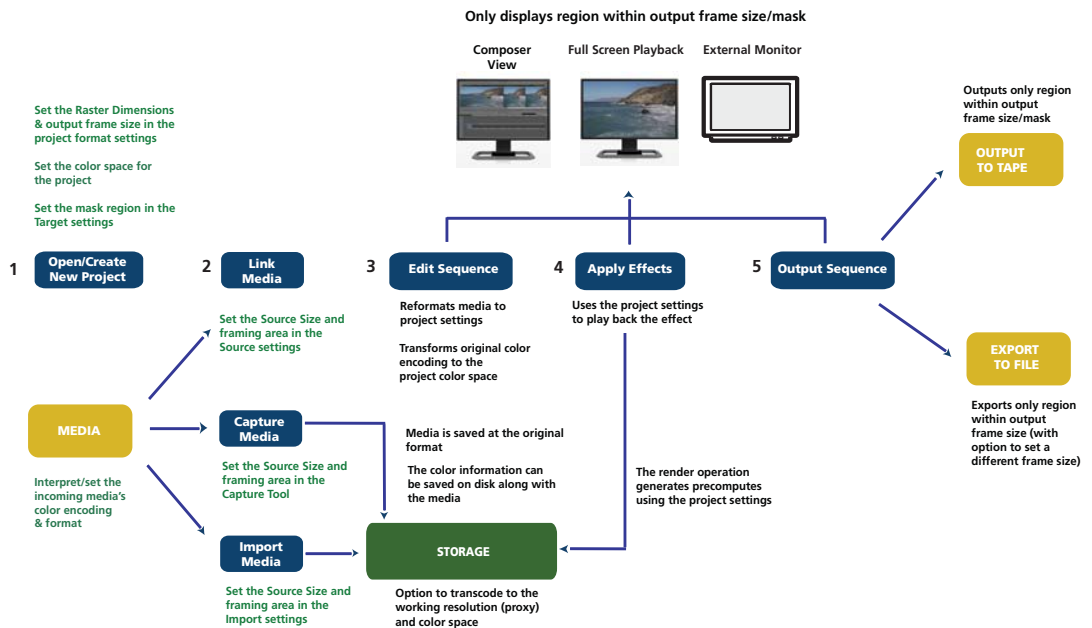 Only displays region within output frame size/mask
Composer
View
Full Screen Playback
External Monitor
Set the Raster Dimensions
& output frame size in the
project format settings
Set the color space for
the project
Set the mask region in the
Target settings
Outputs only region
within output
frame size/mask
OUTPUT
TO TAPE
1
Open/Create
New Project
2
Link
Media
3
Edit Sequence
4
Apply Effects
5
Output Sequence
Set the Source Size and
framing area in the
Source settings
Reformats media to
project settings
Transforms original color
encoding to the
project color space
Uses the project settings
to play back the effect
EXPORT
TO FILE
Exports only region
within output
frame size (with
option to set a
different frame size)
MEDIA
Interpret/set the
incoming media's
color encoding
& format
Capture
Media
Set the Source Size and
framing area in the
Capture Tool
Media is saved at the original
format
The color information can
be saved on disk along with
the media
The render operation
generates precomputes
using the project settings
Import
Media
Set the Source Size and
framing area in the
Import settings
STORAGE
Option to transcode to the
working resolution (proxy)
and color space